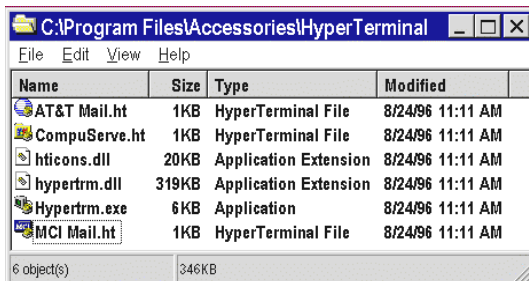 C:\Program Files\Accessories\HyperTerminal
File Edit View Help
Name Size Type Modified
AT&T Mail.ht 1KB HyperTerminal File 8/24/96 11:11 AM
CompuServe.ht 1KB HyperTerminal File 8/24/96 11:11 AM
hticons.dll 20KB Application Extension 8/24/96 11:11 AM
hypertrm.dll 319KB Application Extension 8/24/96 11:11 AM
Hypertrm.exe 6KB Application 8/24/96 11:11 AM
MCI Mail.ht 1KB HyperTerminal File 8/24/96 11:11 AM
6 object(s) 346KB